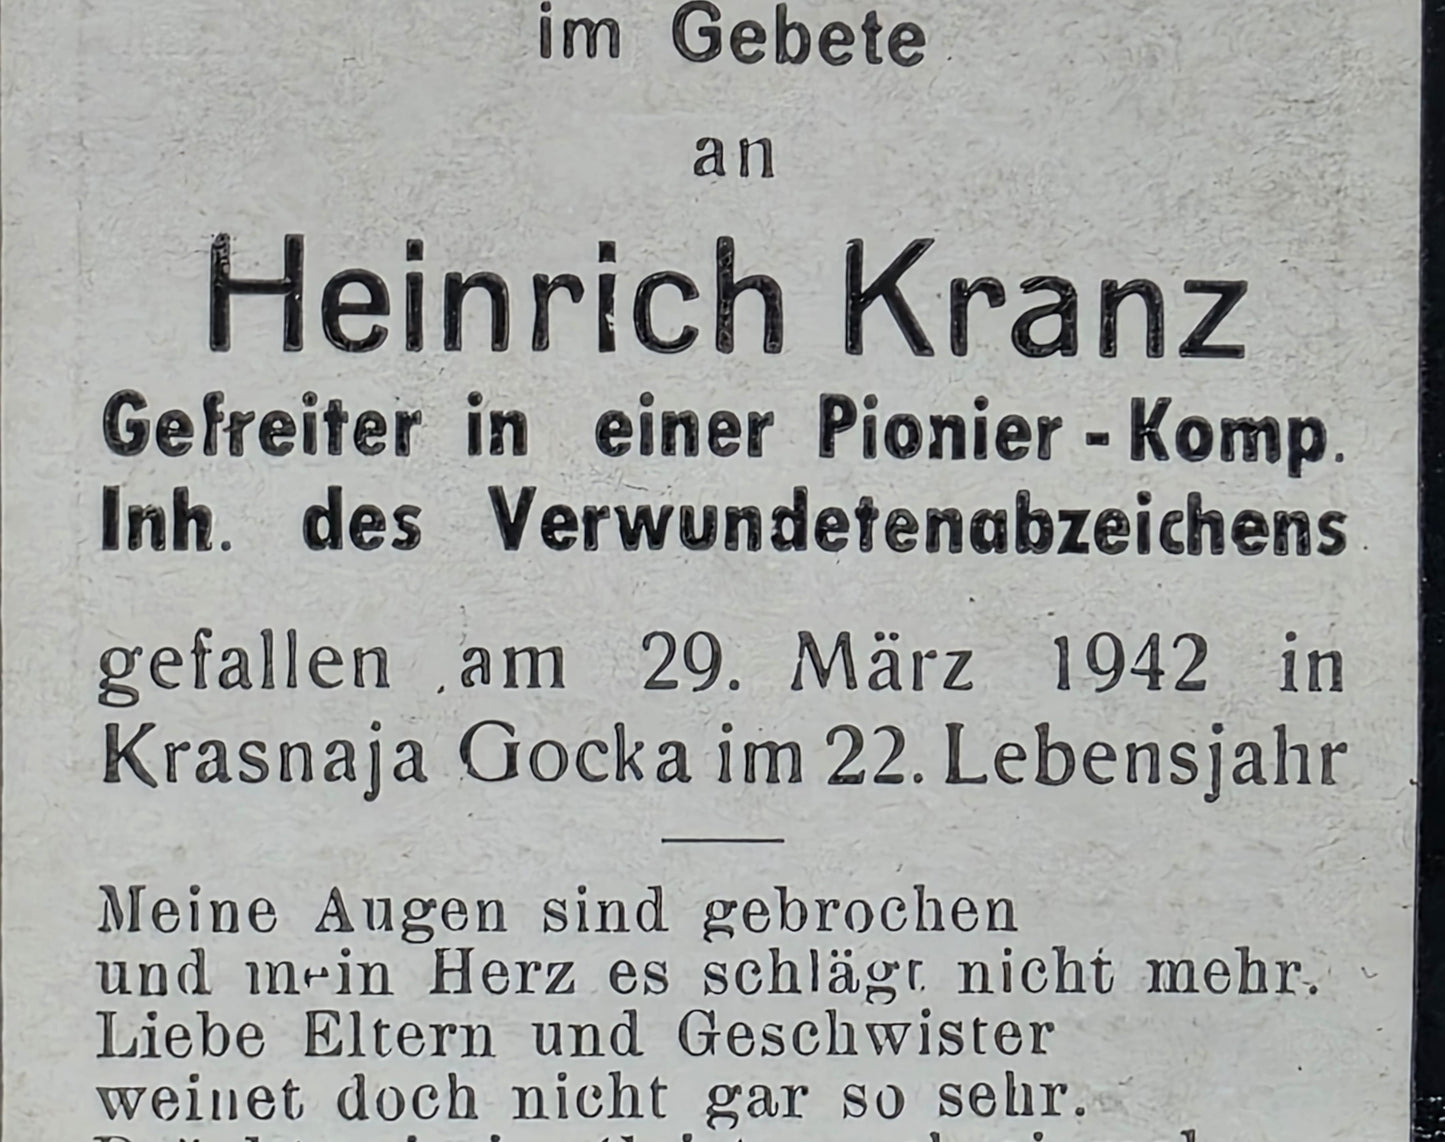 im Gebete
an
Heinrich Kranz
Gefreiter in einer Pionier-Komp.
Inh. des Verwundetenabzeichens
gefallen am 29. März 1942 in
Krasnaja Gocka im 22. Lebensjahr
Meine Augen sind gebrochen
und mein Herz es schlägt nicht mehr.
Liebe Eltern und Geschwister
weinet doch nicht gar so sehr.